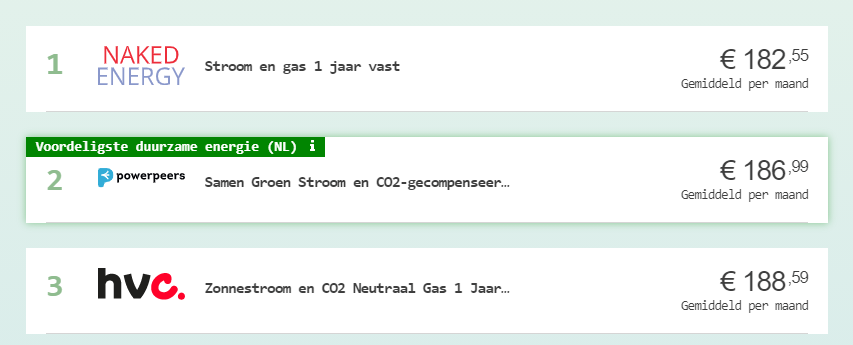 1
NAKED
ENERGY
Stroom en gas 1 jaar vast
€ 182,55
Gemiddeld per maand
Voordeligste duurzame energie (NL) i
2
powerpeers
Samen Groen Stroom en CO2-gecompenseer…
€ 186,99
Gemiddeld per maand
3
hvc.
Zonnestroom en CO2 Neutraal Gas 1 Jaar…
€ 188,59
Gemiddeld per maand